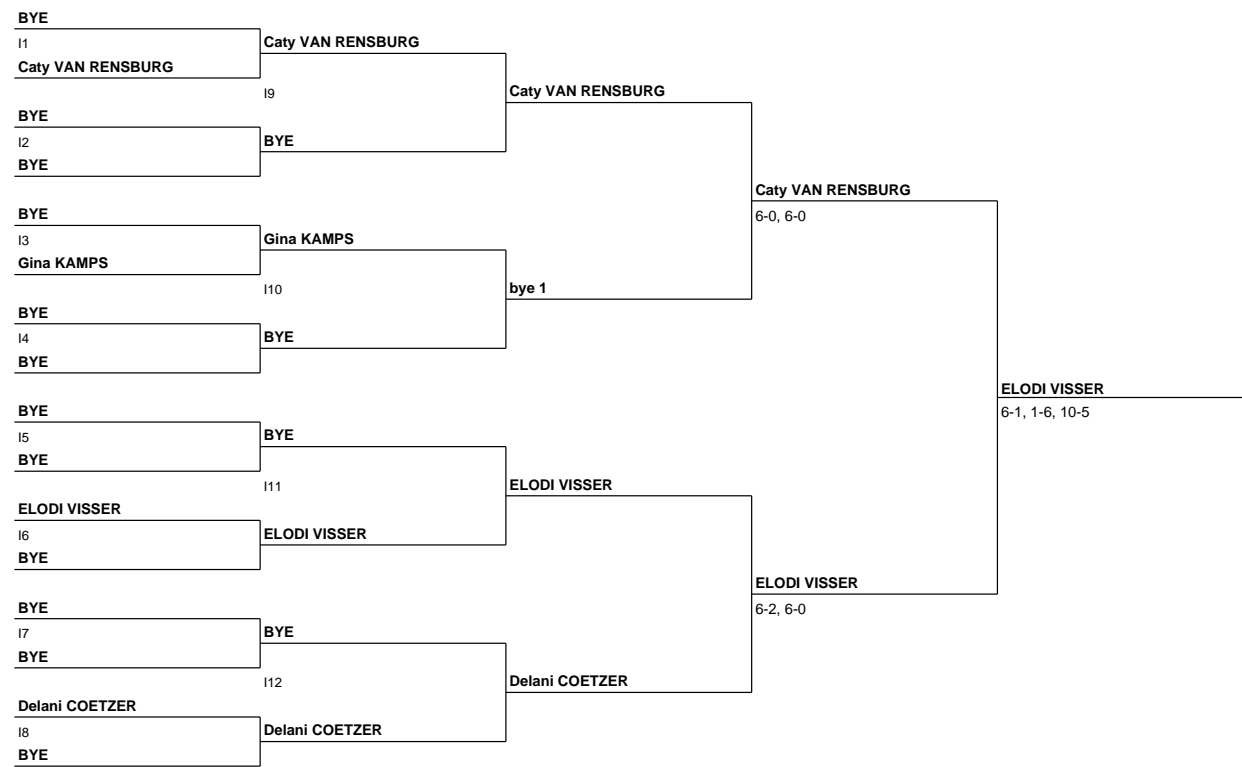 BYE
I1
Caty VAN RENSBURG
Caty VAN RENSBURG
I9
Caty VAN RENSBURG
BYE
I2
BYE
BYE
Caty VAN RENSBURG
6-0, 6-0
BYE
I3
Gina KAMPS
Gina KAMPS
I10
bye 1
BYE
I4
BYE
BYE
ELODI VISSER
6-1, 1-6, 10-5
BYE
I5
BYE
BYE
I11
ELODI VISSER
ELODI VISSER
I6
BYE
ELODI VISSER
ELODI VISSER
6-2, 6-0
BYE
I7
BYE
BYE
I12
Delani COETZER
Delani COETZER
I8
BYE
Delani COETZER